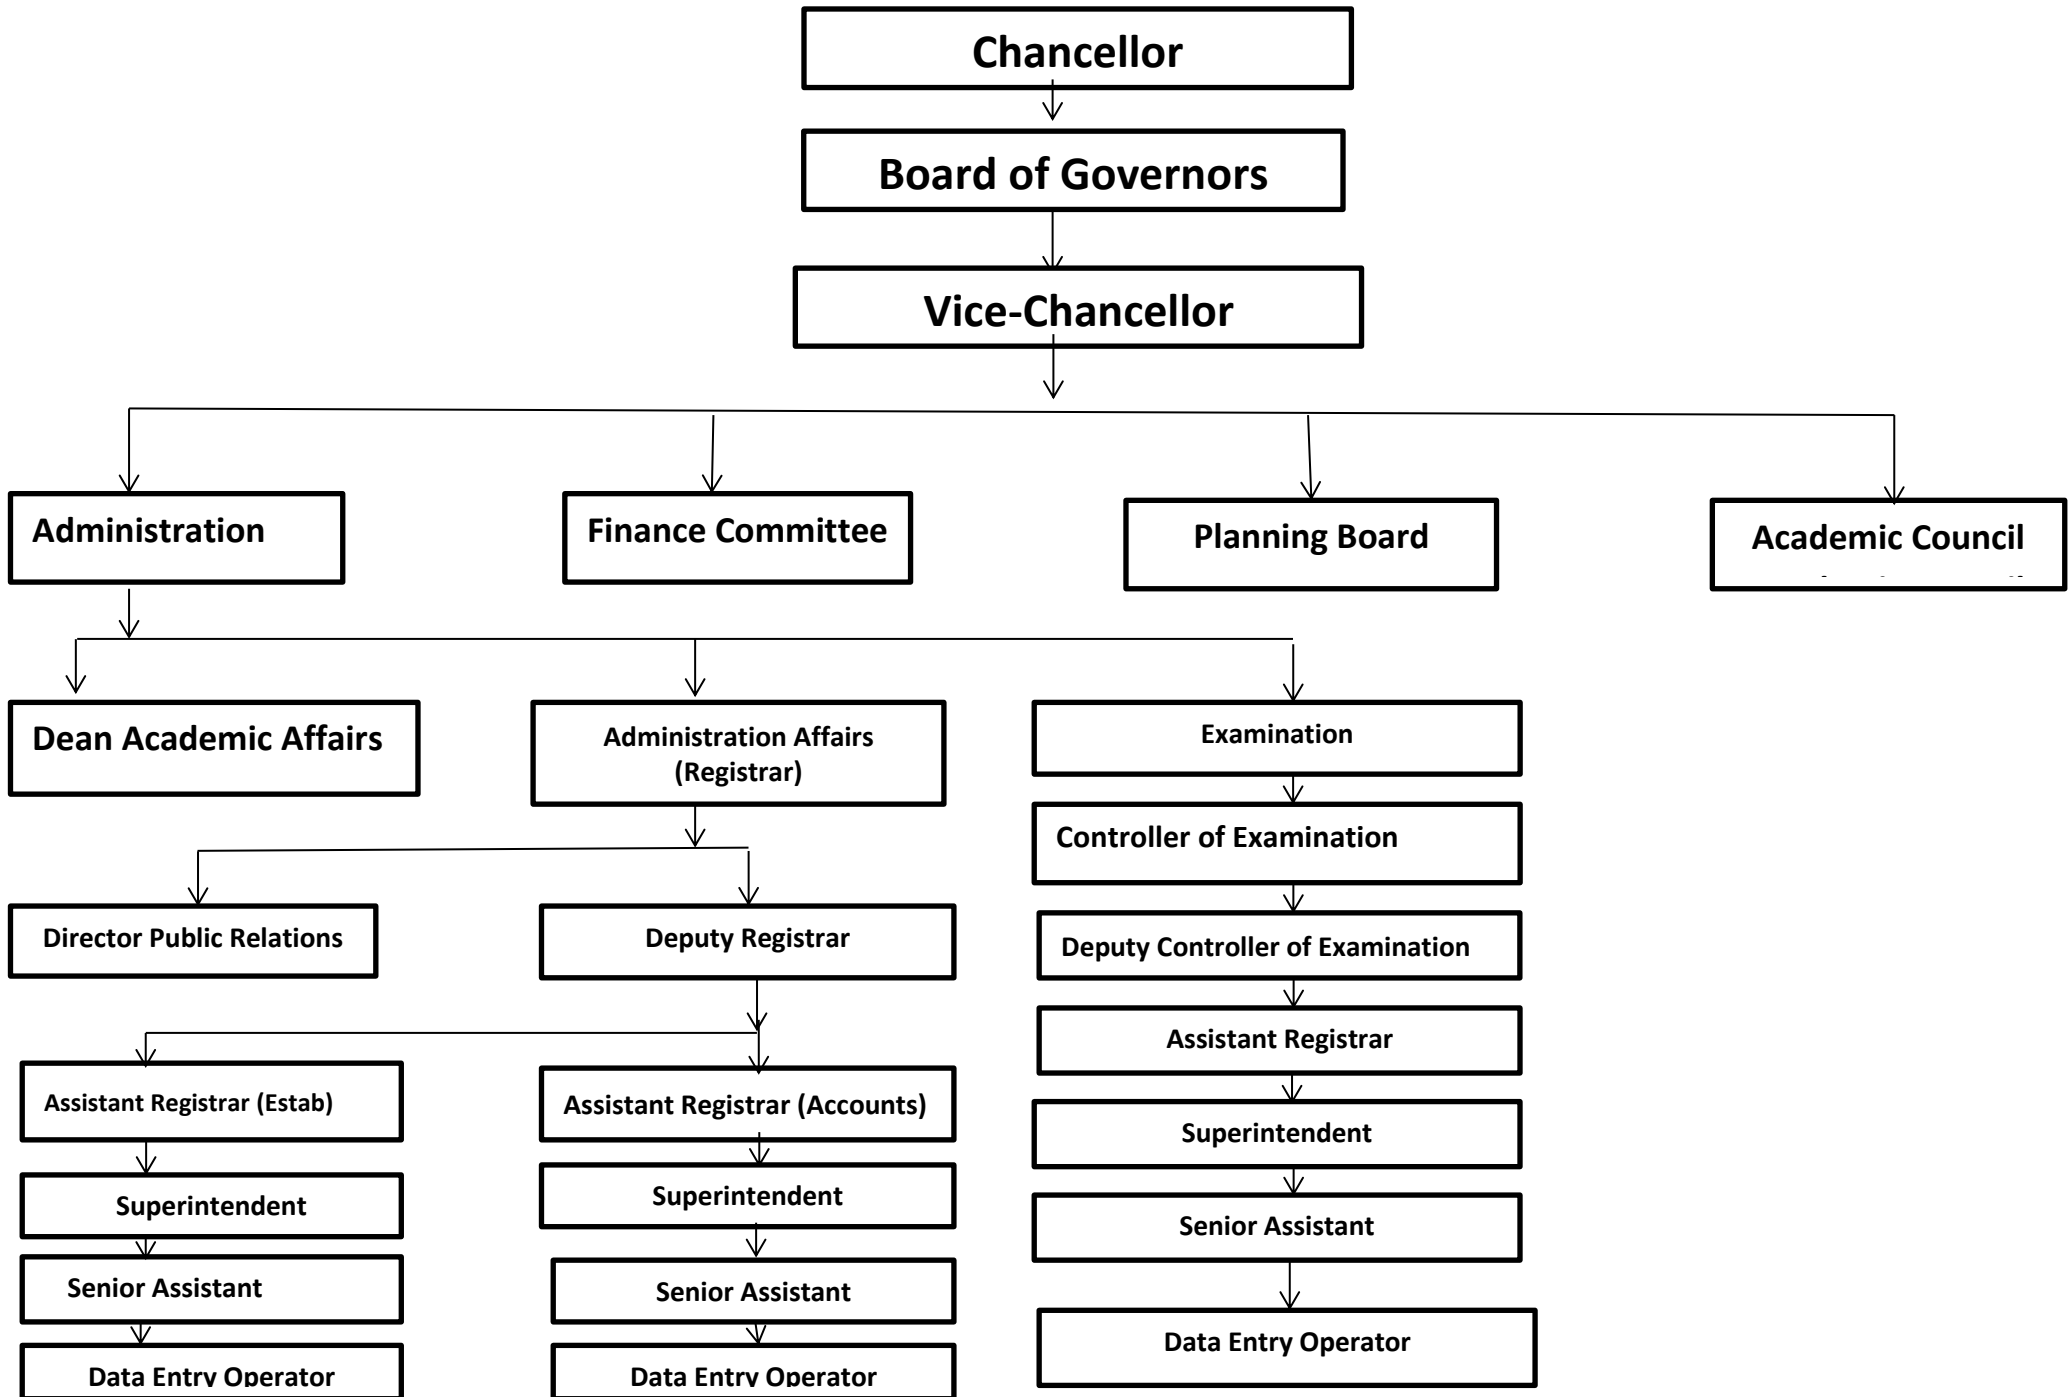 Chancellor
Board of Governors
Vice-Chancellor
Administration
Finance Committee
Planning Board
Academic Council
Dean Academic Affairs
Administration Affairs
(Registrar)
Examination
Controller of Examination
Director Public Relations
Deputy Registrar
Deputy Controller of Examination
Assistant Registrar
Assistant Registrar (Estab)
Assistant Registrar (Accounts)
Superintendent
Superintendent
Superintendent
Senior Assistant
Senior Assistant
Senior Assistant
Data Entry Operator
Data Entry Operator
Data Entry Operator